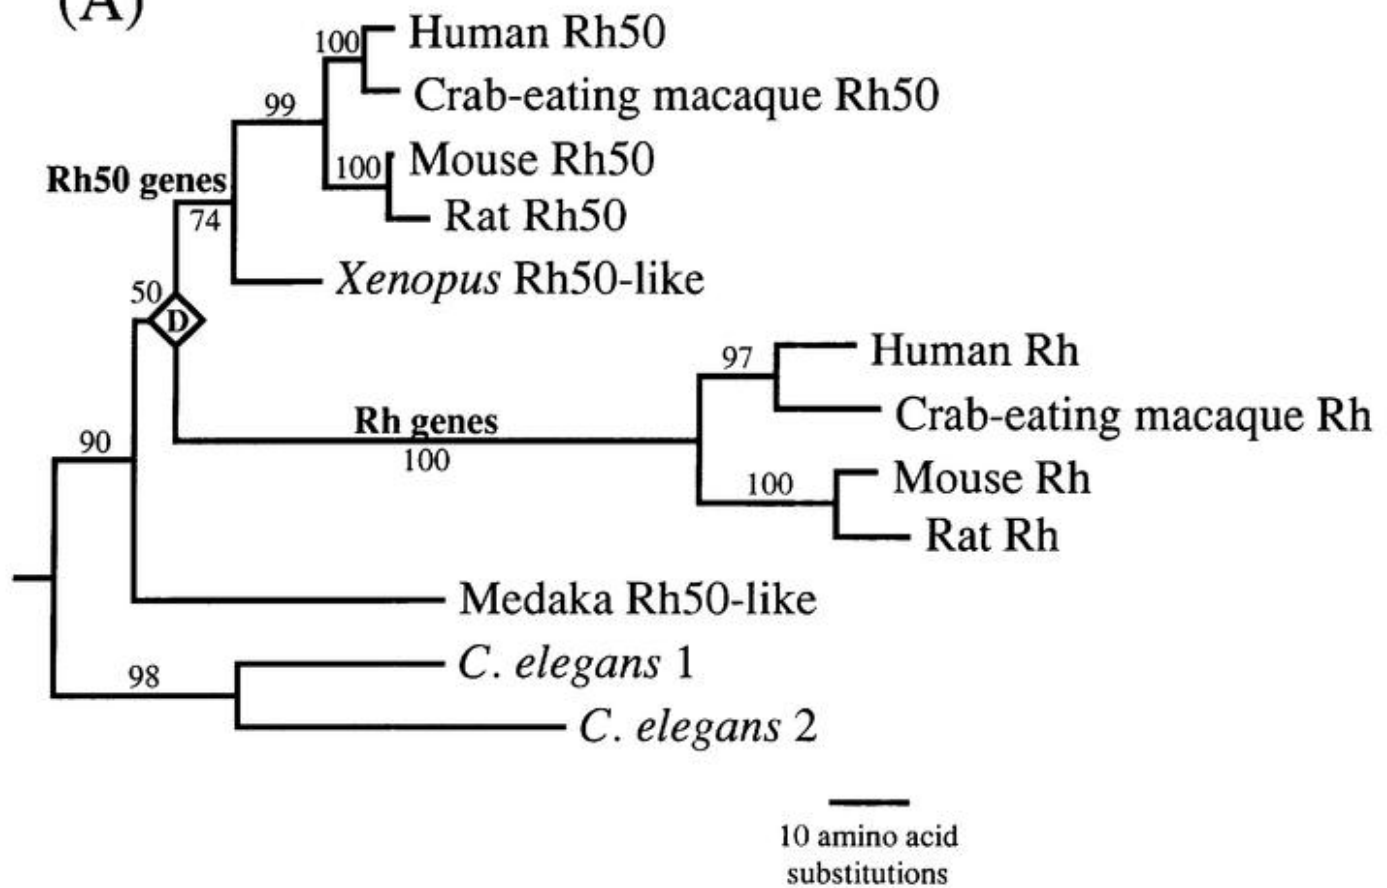 (A)
100
Human Rh50
Crab-eating macaque Rh50
99
100
Mouse Rh50
Rh50 genes
74
Rat Rh50
Xenopus Rh50-like
50
D
Human Rh
97
Crab-eating macaque Rh
Rh genes
100
90
Mouse Rh
100
Rat Rh
Medaka Rh50-like
C. elegans 1
98
C. elegans 2
10 amino acid
substitutions